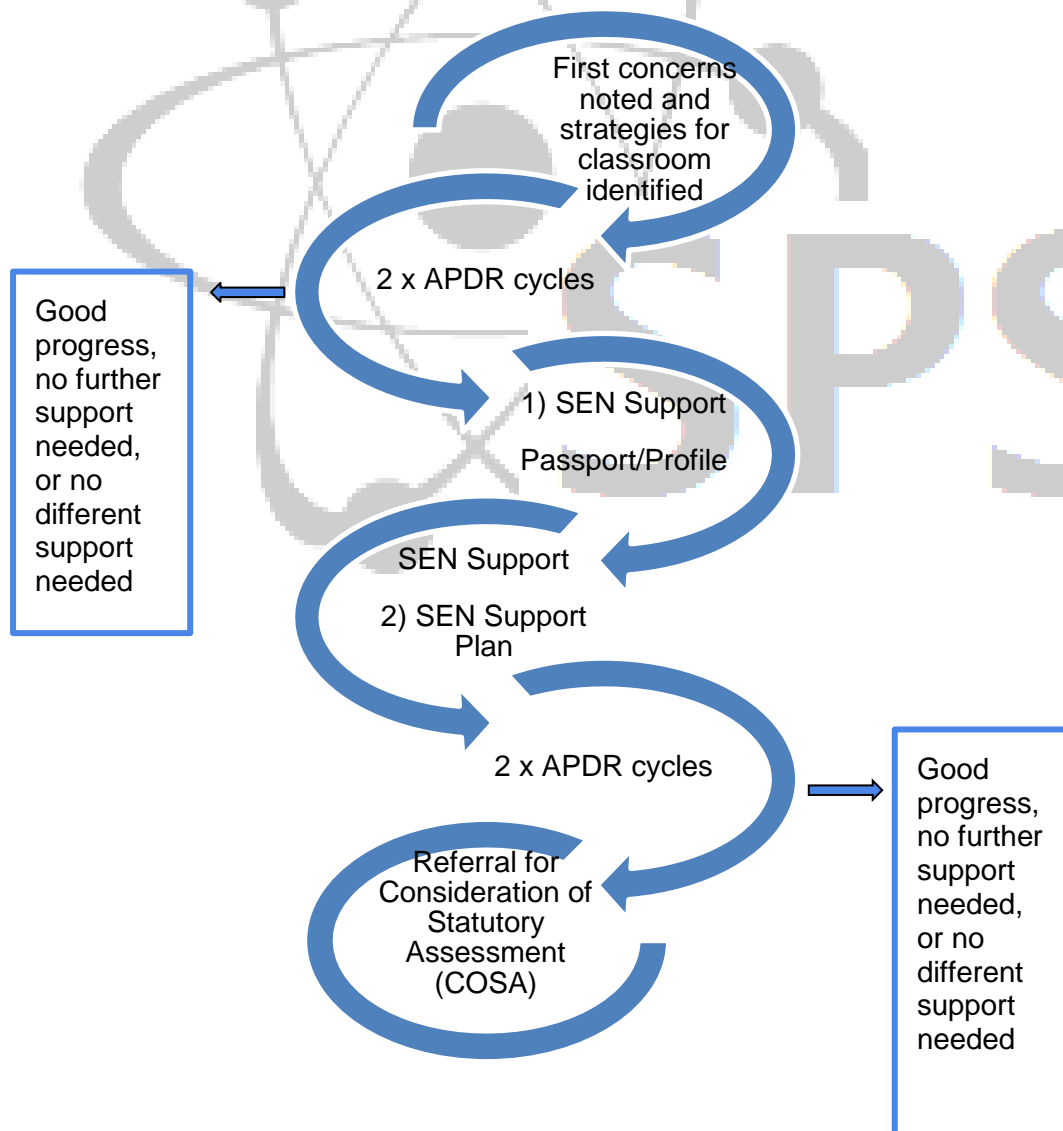 First concerns
noted and
strategies for
classroom
identified
2 x APDR cycles
Good
progress,
no further
support
needed,
or no
different
support
needed
1) SEN Support
Passport/Profile
SEN Support
2) SEN Support
Plan
2 x APDR cycles
Good
progress,
no further
support
needed,
or no
different
support
needed
Referral for
Consideration of
Statutory
Assessment
(COSA)
SPS